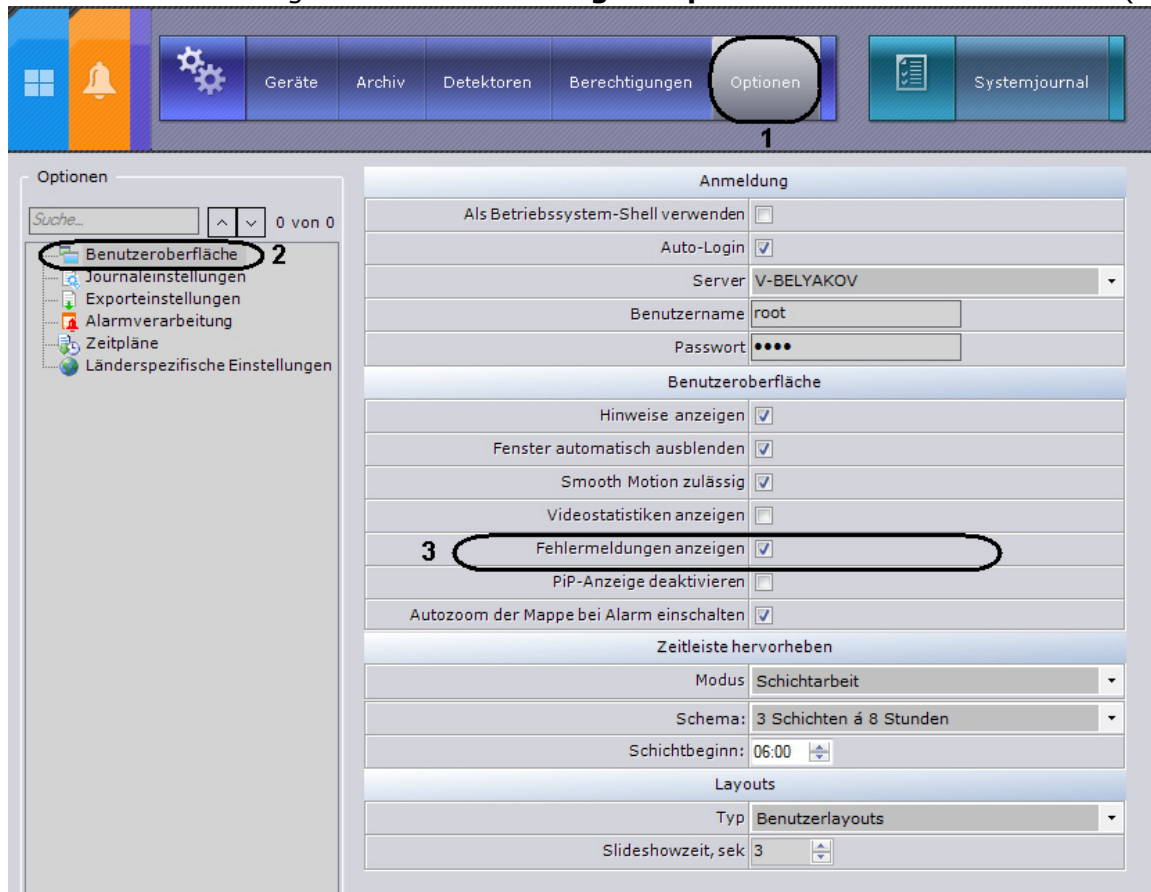 Geräte Archiv Detektoren Berechtigungen Optionen Systemjournal
1
Optionen
Suche... 0 von 0
Benutzeroberfläche 2
Journaleinstellungen
Exporteinstellungen
Alarmverarbeitung
Zeitpläne
Länderspezifische Einstellungen
Anmeldung
Als Betriebssystem-Shell verwenden
Auto-Login
Server V-BELYAKOV
Benutzername root
Passwort ••••
Benutzeroberfläche
Hinweise anzeigen
Fenster automatisch ausblenden
Smooth Motion zulässig
Videostatistiken anzeigen
3 Fehlermeldungen anzeigen
PiP-Anzeige deaktivieren
Autozoom der Mappe bei Alarm einschalten
Zeitleiste hervorheben
Modus Schichtarbeit
Schema: 3 Schichten á 8 Stunden
Schichtbeginn: 06:00
Layouts
Typ Benutzerlayouts
Slideshowzeit, sek 3